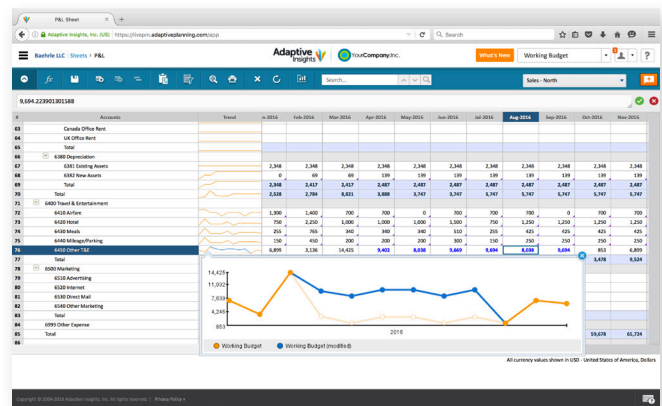 P&L Sheet
Adaptive Insights, Inc. (US) https://livepm.adaptiveplanning.com/app Search
Baehrle LLC Sheets P&L Adaptive Insights YourCompany,Inc. What's New Working Budget 1 ?
fx Search... Sales - North
9,694.223901301588
# Accounts Trend n-2016 Feb-2016 Mar-2016 Apr-2016 May-2016 Jun-2016 Jul-2016 Aug-2016 Sep-2016 Oct-2016 Nov-2016
63 Canada Office Rent
64 UK Office Rent
65 Total
66 6380 Depreciation
67 6381 Existing Assets 2,348 2,348 2,348 2,348 2,348 2,348 2,348 2,348 2,348 2,348 2,348
68 6382 New Assets 0 69 69 139 139 139 139 139 139 139 139
69 Total 2,348 2,417 2,417 2,487 2,487 2,487 2,487 2,487 2,487 2,487 2,487
70 Total 2,528 2,784 8,821 3,888 3,747 5,747 5,747 5,747 5,747 5,747 5,747
71 6400 Travel & Entertainment
72 6410 Airfare 1,300 1,400 700 700 0 700 700 700 0 700 700
73 6420 Hotel 750 2,250 1,000 1,000 1,000 1,500 750 1,250 1,250 1,250 1,250
74 6430 Meals 255 765 340 340 340 510 255 425 425 425 425
75 6440 Mileage/Parking 150 450 200 200 200 300 150 250 250 250 250
76 6450 Other T&E 6,899 3,136 14,425 9,402 8,038 9,669 9,694 8,038 9,694 853 6,899
77 Total 3,478 9,524
78 6500 Marketing
79 6510 Advertising
80 6520 Internet
81 6530 Direct Mail
82 6540 Other Marketing
83 Total
84 6999 Other Expense
85 Total 59,678 65,724
86
14,425
11,032
7,639
4,246
853
2016
Working Budget Working Budget (modified)
All currency values shown in USD - United States of America, Dollars
Copyright © 2004-2016 Adaptive Insights, Inc. All rights reserved. | Privacy Policy »